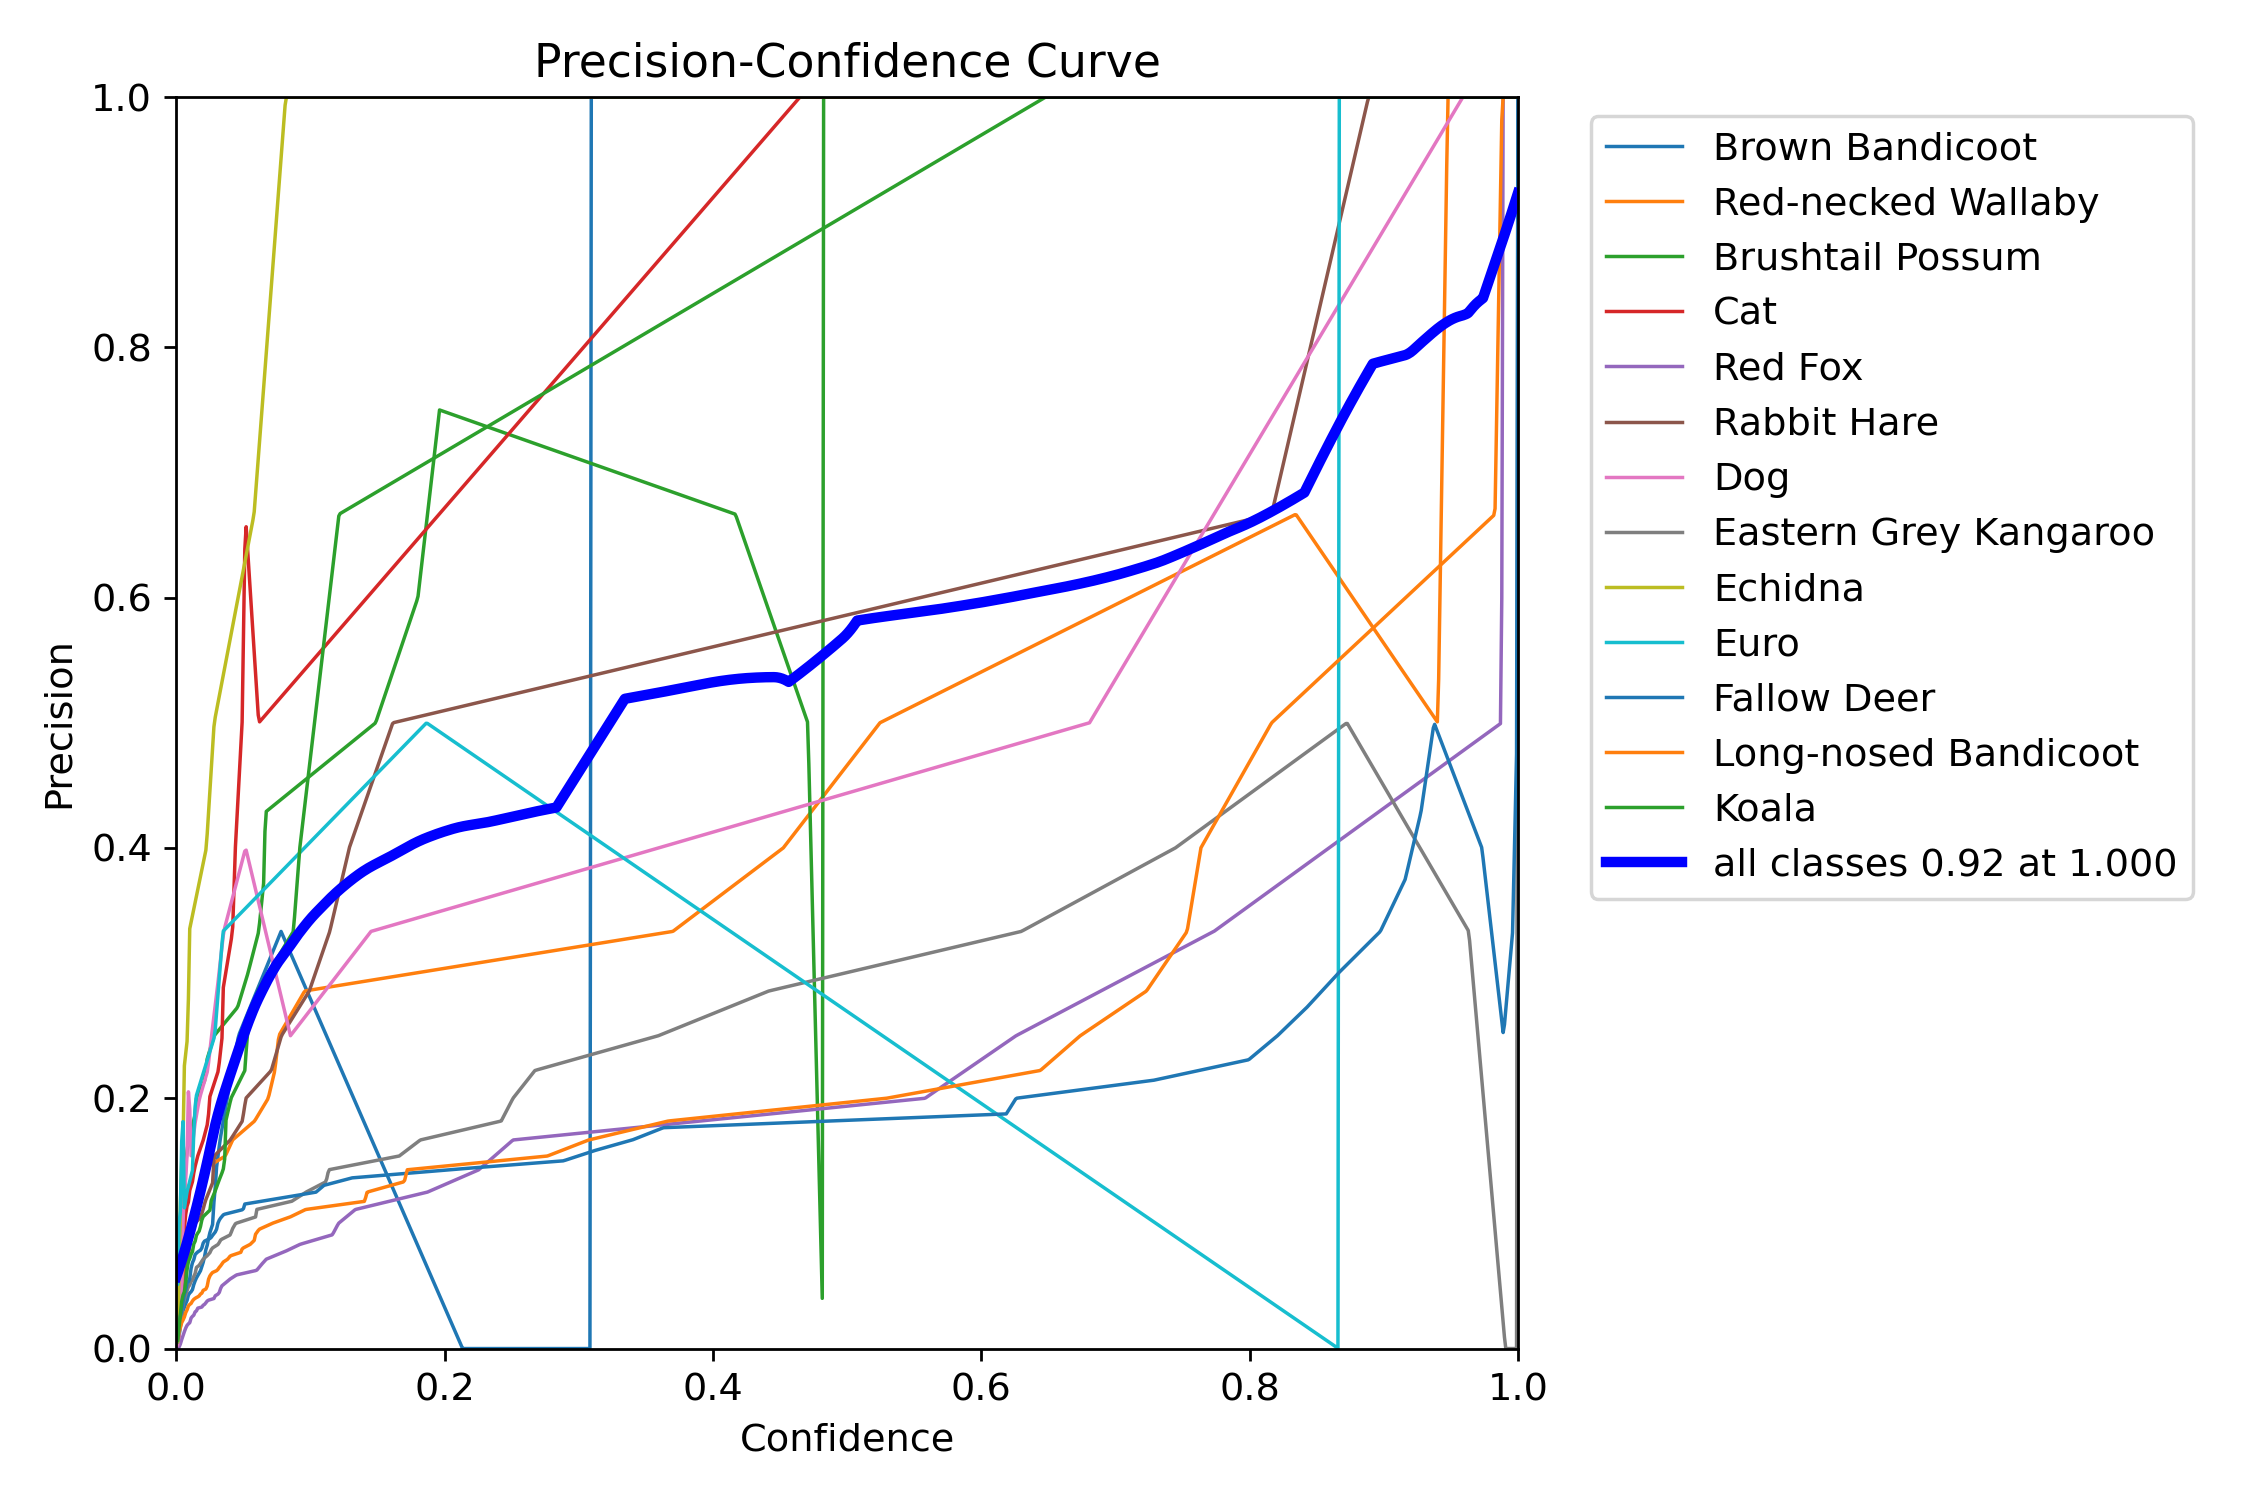 Precision-Confidence Curve
1.0
0.8
0.6
0.4
0.2
0.0
Precision
0.0 0.2 0.4 0.6 0.8 1.0
Confidence
Brown Bandicoot
Red-necked Wallaby
Brushtail Possum
Cat
Red Fox
Rabbit Hare
Dog
Eastern Grey Kangaroo
Echidna
Euro
Fallow Deer
Long-nosed Bandicoot
Koala
all classes 0.92 at 1.000